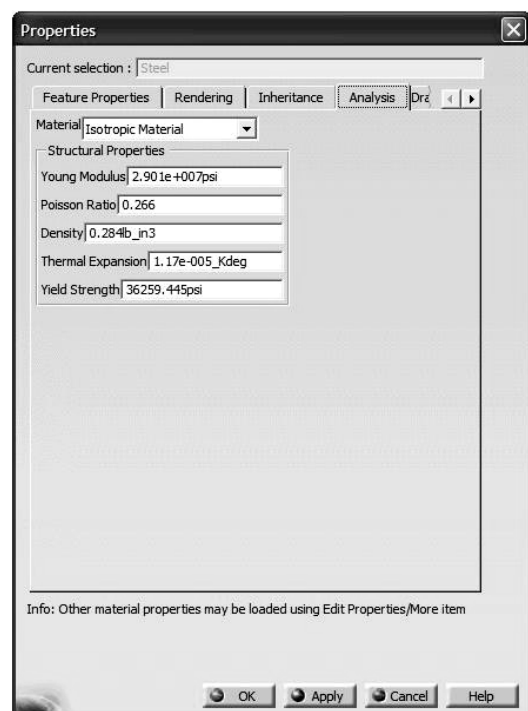 Properties
Current selection : Steel
Feature Properties Rendering Inheritance Analysis Dra
Material Isotropic Material
Structural Properties
Young Modulus 2.901e+007psi
Poisson Ratio 0.266
Density 0.284lb_in3
Thermal Expansion 1.17e-005_Kdeg
Yield Strength 36259.445psi
Info: Other material properties may be loaded using Edit Properties/More item
OK Apply Cancel Help